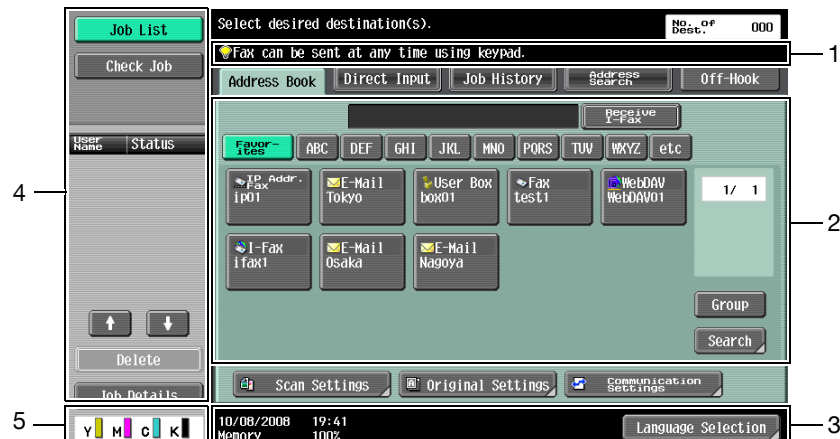 Job List
Check Job
User Name Status
Delete
Job Details
Y M C K
Select desired destination(s).
No. of Dest. 000
Fax can be sent at any time using keypad.
Address Book Direct Input Job History Address Search Off-Hook
Receive I-Fax
Favor-ites ABC DEF GHI JKL MNO PQRS TUV WXYZ etc
IP Addr. Fax E-Mail User Box Fax WebDAV
ip01 Tokyo box01 test1 WebDAV01
1/ 1
I-Fax E-Mail E-Mail
ifax1 Osaka Nagoya
Group
Search
Scan Settings Original Settings Communication Settings
10/08/2008 19:41
Memory 100%
Language Selection
1
2
3
4
5